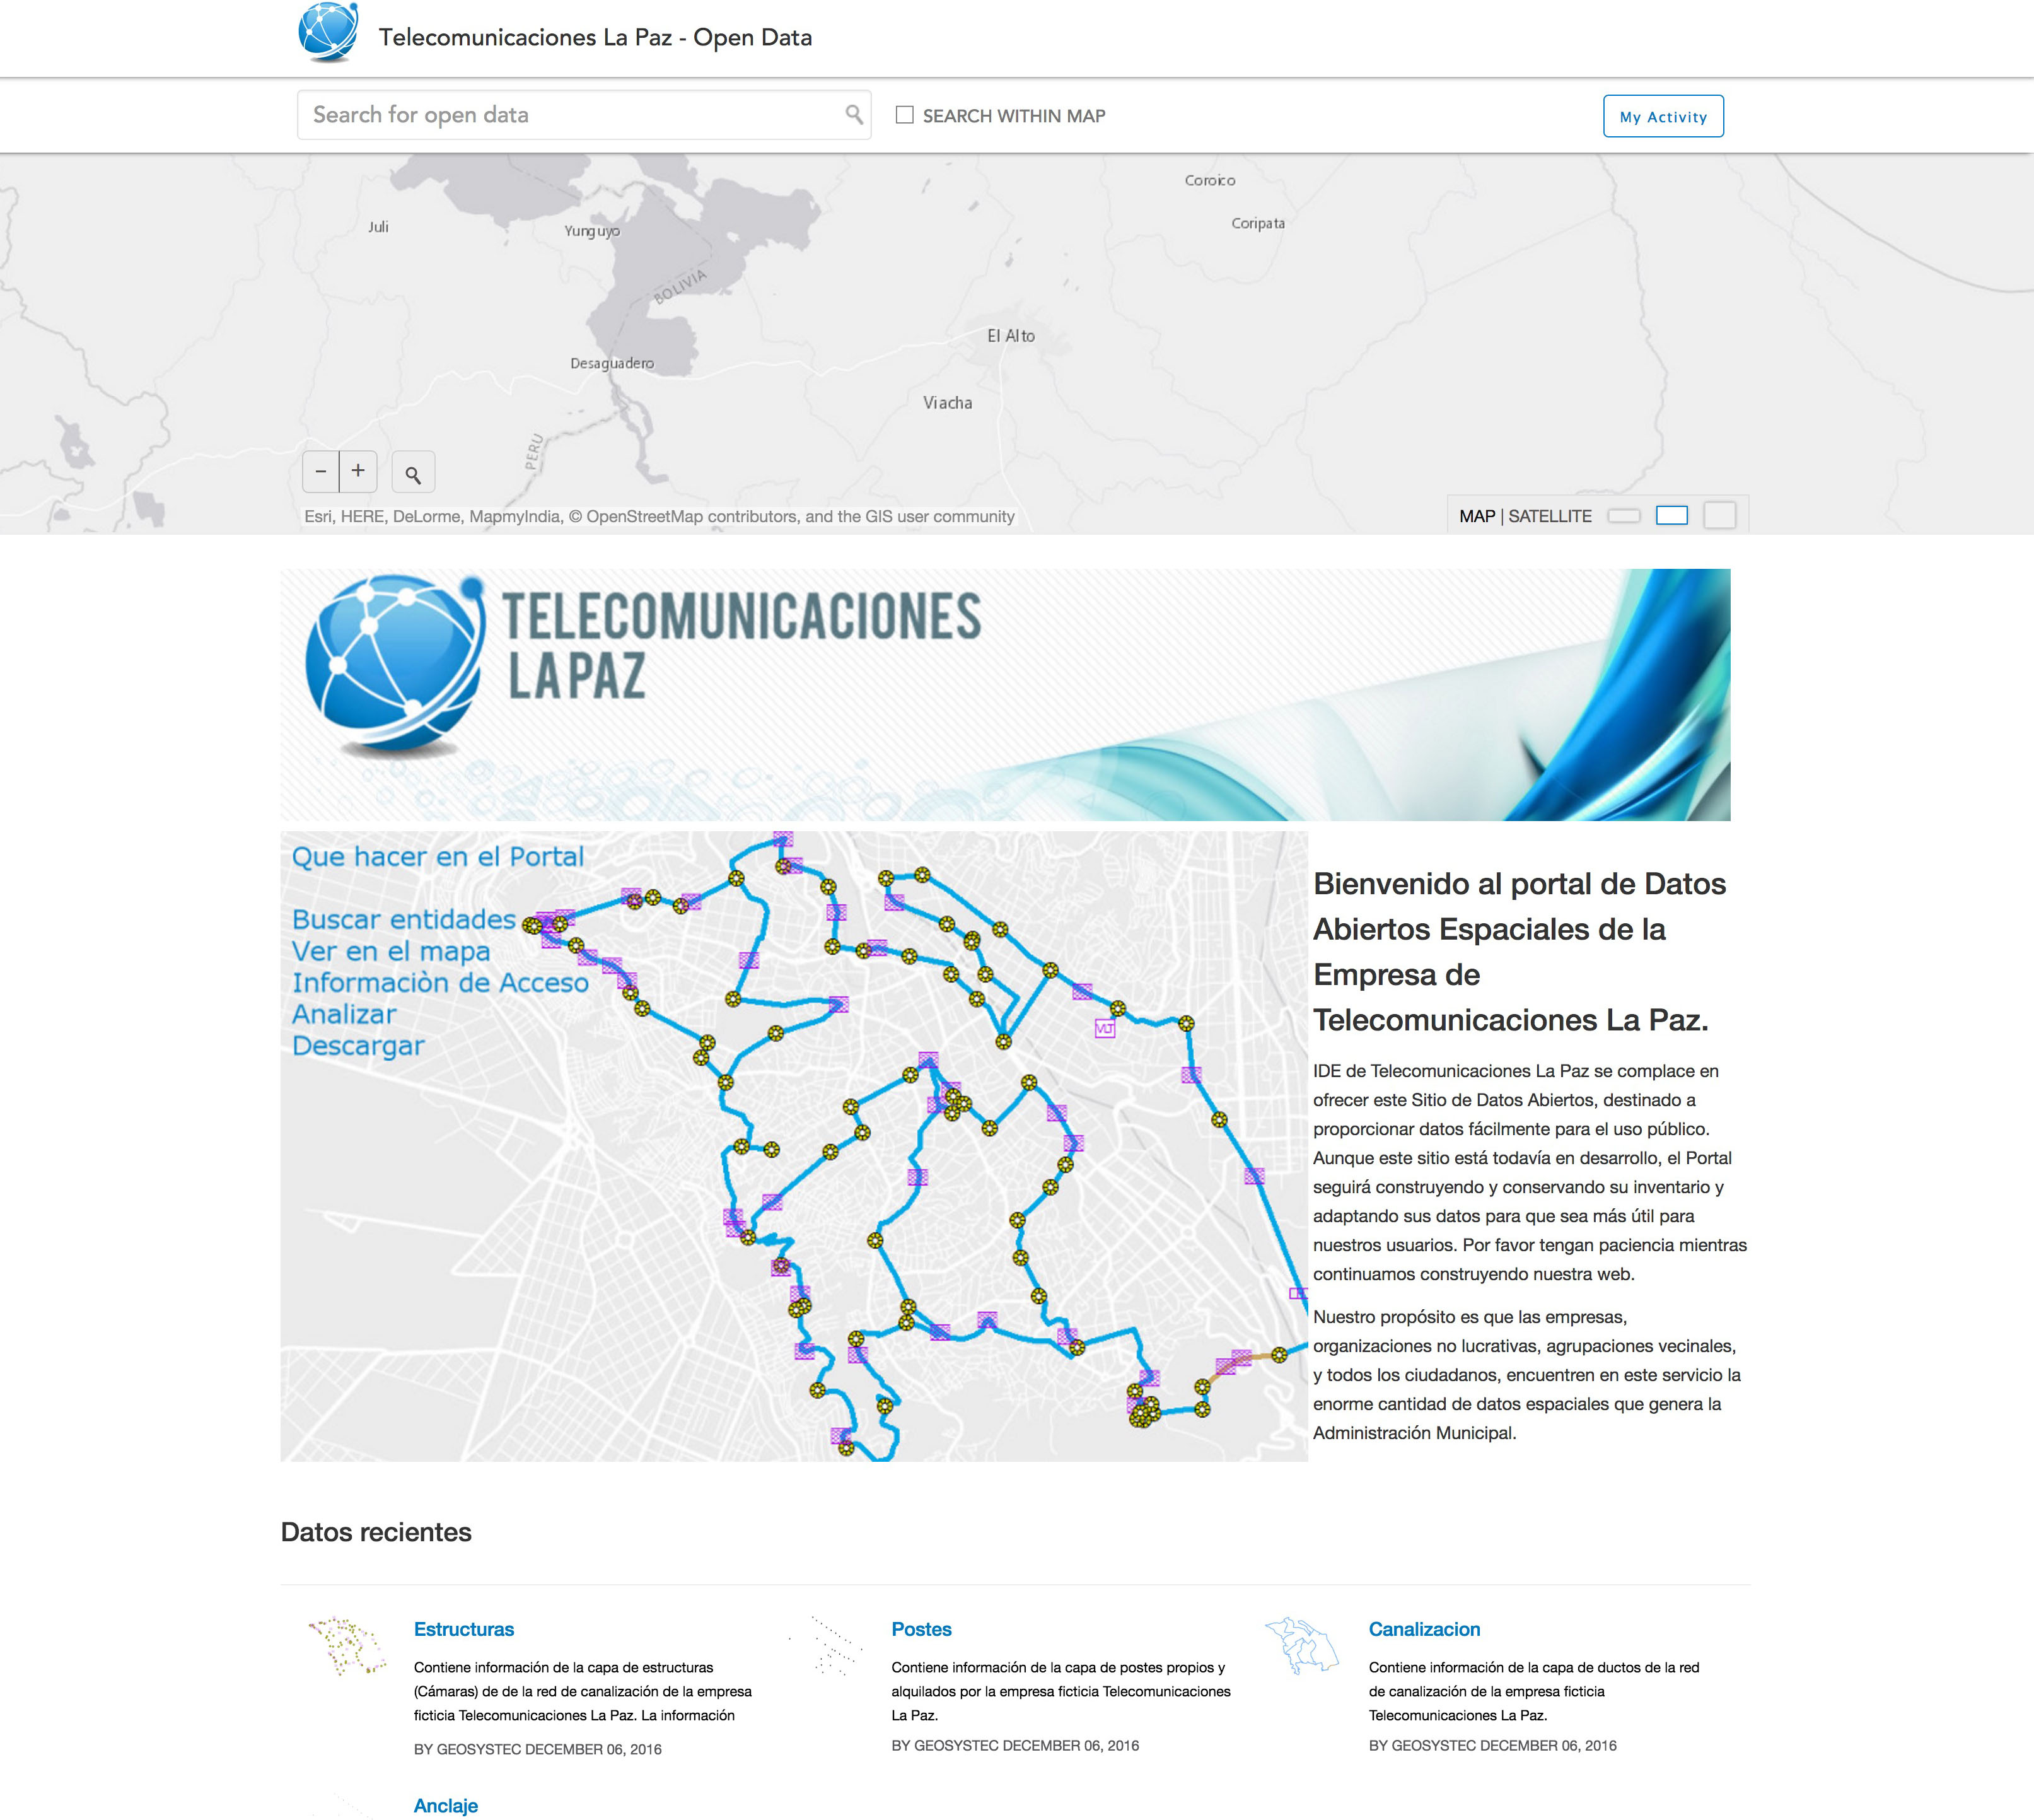 Telecomunicaciones La Paz - Open Data
Search for open data
SEARCH WITHIN MAP
My Activity
Coroico
Juli
Yunguyo
Coripata
BOLIVIA
El Alto
Desaguadero
Viacha
PERU
− +
Esri, HERE, DeLorme, MapmyIndia, © OpenStreetMap contributors, and the GIS user community
MAP | SATELLITE
TELECOMUNICACIONES
LA PAZ
Que hacer en el Portal
Buscar entidades
Ver en el mapa
Informaciòn de Acceso
Analizar
Descargar
VLT
Bienvenido al portal de Datos
Abiertos Espaciales de la
Empresa de
Telecomunicaciones La Paz.
IDE de Telecomunicaciones La Paz se complace en
ofrecer este Sitio de Datos Abiertos, destinado a
proporcionar datos fácilmente para el uso público.
Aunque este sitio está todavía en desarrollo, el Portal
seguirá construyendo y conservando su inventario y
adaptando sus datos para que sea más útil para
nuestros usuarios. Por favor tengan paciencia mientras
continuamos construyendo nuestra web.
Nuestro propósito es que las empresas,
organizaciones no lucrativas, agrupaciones vecinales,
y todos los ciudadanos, encuentren en este servicio la
enorme cantidad de datos espaciales que genera la
Administración Municipal.
Datos recientes
Estructuras
Contiene información de la capa de estructuras
(Cámaras) de de la red de canalización de la empresa
ficticia Telecomunicaciones La Paz. La información
BY GEOSYSTEC DECEMBER 06, 2016
Postes
Contiene información de la capa de postes propios y
alquilados por la empresa ficticia Telecomunicaciones
La Paz.
BY GEOSYSTEC DECEMBER 06, 2016
Canalizacion
Contiene información de la capa de ductos de la red
de canalización de la empresa ficticia
Telecomunicaciones La Paz.
BY GEOSYSTEC DECEMBER 06, 2016
Anclaje